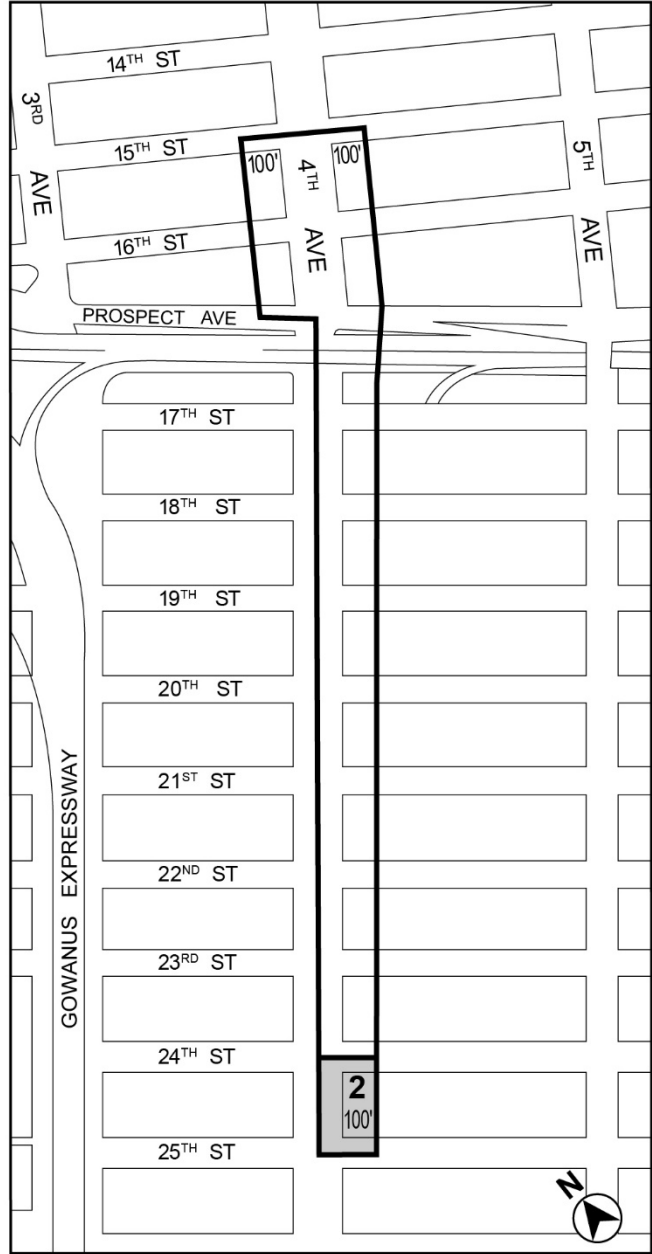 14TH ST
3RD AVE
15TH ST
100'
4TH AVE
100'
5TH AVE
16TH ST
PROSPECT AVE
17TH ST
18TH ST
19TH ST
20TH ST
21ST ST
GOWANUS EXPRESSWAY
22ND ST
23RD ST
24TH ST
2
100'
25TH ST
N